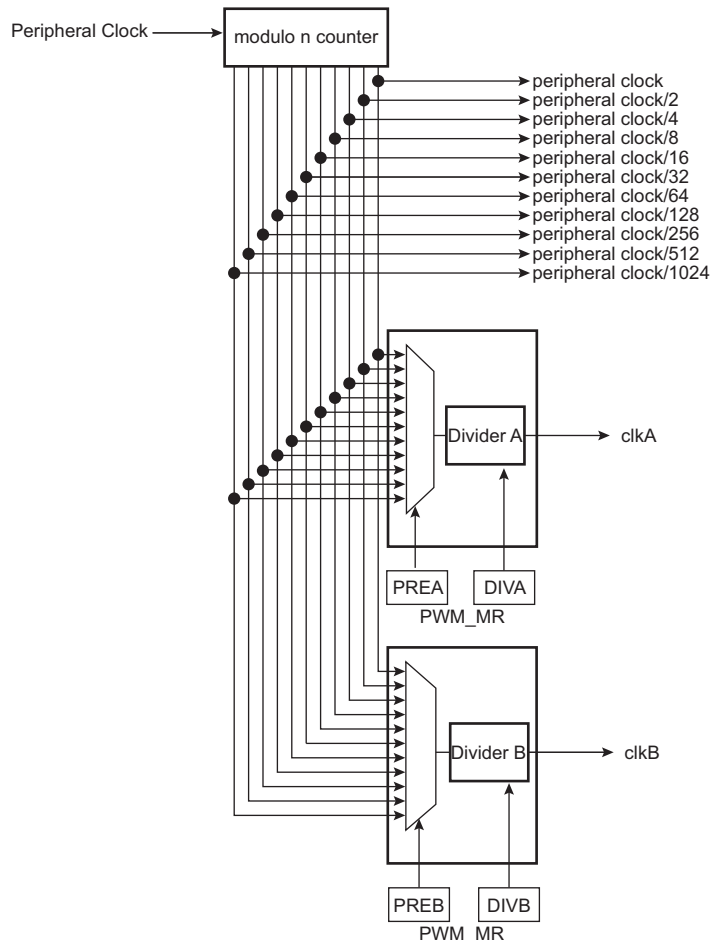 Peripheral Clock
modulo n counter
peripheral clock
peripheral clock/2
peripheral clock/4
peripheral clock/8
peripheral clock/16
peripheral clock/32
peripheral clock/64
peripheral clock/128
peripheral clock/256
peripheral clock/512
peripheral clock/1024
Divider A
clkA
PREA
DIVA
PWM_MR
Divider B
clkB
PREB
DIVB
PWM_MR